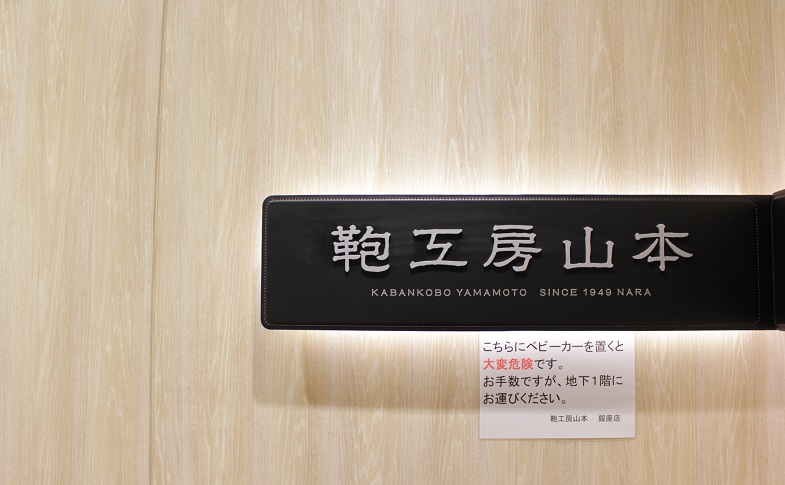 鞄工房山本
KABANKOBO YAMAMOTO SINCE 1949 NARA
こちらにベビーカーを置くと
大変危険です。
お手数ですが、地下1階に
お運びください。
鞄工房山本 銀座店